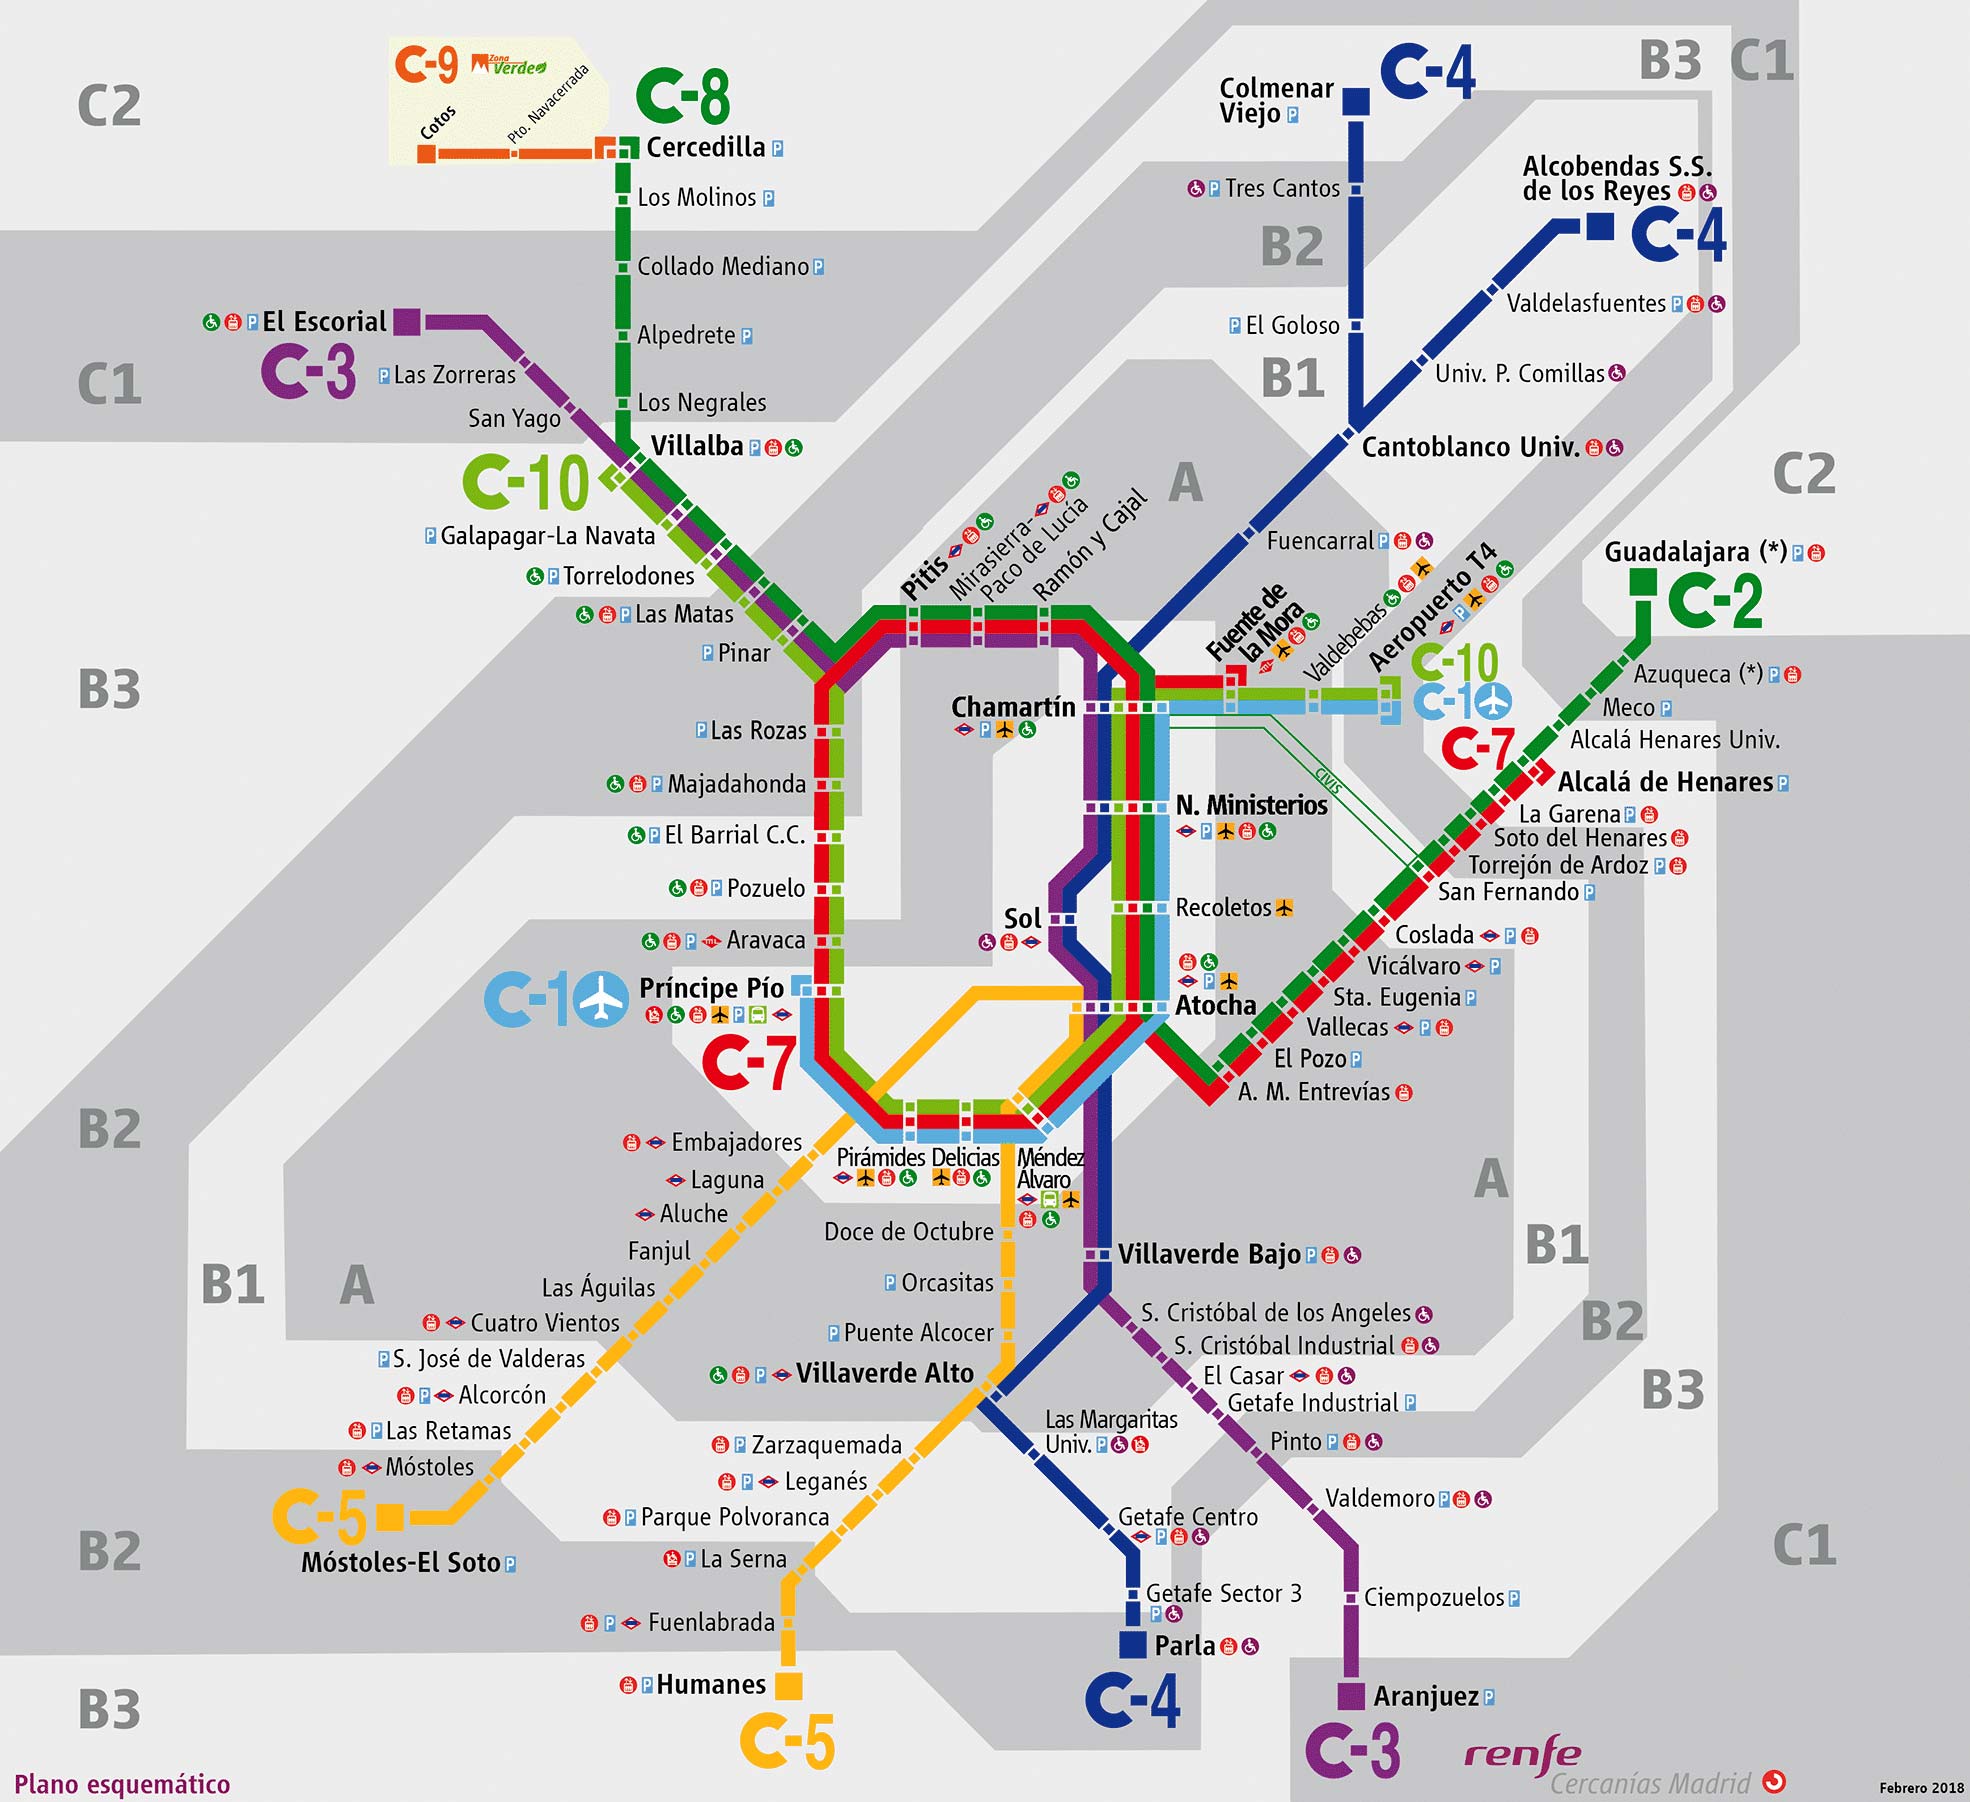 C2
C-9
Zona
Verde
Cotos
Pto. Navacerrada
C-8
Cercedilla P
Los Molinos P
Collado Mediano P
Alpedrete P
Los Negrales
Villalba P
P El Escorial
C-3
P Las Zorreras
San Yago
C1
C-10
P Galapagar-La Navata
P Torrelodones
P Las Matas
P Pinar
B3
Colmenar
Viejo P
C-4
B3
C1
P Tres Cantos
Alcobendas S.S.
de los Reyes
C-4
B2
Valdelasfuentes P
P El Goloso
B1
Univ. P. Comillas
Cantoblanco Univ.
A
C2
Fuencarral P
Pitis
Mirasierra-
Paco de Lucía
Ramón y Cajal
Fuente de
la Mora
Valdebebas
Aeropuerto T4
P
C-10
C-1
Guadalajara (*) P
C-2
Azuqueca (*) P
Meco P
Alcalá Henares Univ.
C-7
Alcalá de Henares P
La Garena P
Soto del Henares
Torrejón de Ardoz P
San Fernando P
Coslada P
Vicálvaro P
Sta. Eugenia P
Vallecas P
El Pozo P
A. M. Entrevías
CIVIS
Chamartín
P
N. Ministerios
P
Recoletos
Sol
P
Atocha
P Las Rozas
P Majadahonda
P El Barrial C.C.
P Pozuelo
P ML Aravaca
C-1
Príncipe Pío
P
C-7
B2
Embajadores
Laguna
Aluche
Fanjul
Las Águilas
Cuatro Vientos
P S. José de Valderas
P Alcorcón
P Las Retamas
Móstoles
C-5
Móstoles-El Soto P
Pirámides
Delicias
Méndez
Álvaro
Doce de Octubre
P Orcasitas
P Puente Alcocer
P Villaverde Alto
P Zarzaquemada
P Leganés
P Parque Polvoranca
P La Serna
P Fuenlabrada
P Humanes
C-5
B1
A
B2
B3
Villaverde Bajo P
S. Cristóbal de los Angeles
S. Cristóbal Industrial
El Casar
Getafe Industrial P
Pinto P
Valdemoro P
Ciempozuelos P
Aranjuez P
C-3
Las Margaritas
Univ. P
Getafe Centro
P
Getafe Sector 3
P
Parla
C-4
A
B1
B2
B3
C1
renfe
Cercanías Madrid
Plano esquemático
Febrero 2018